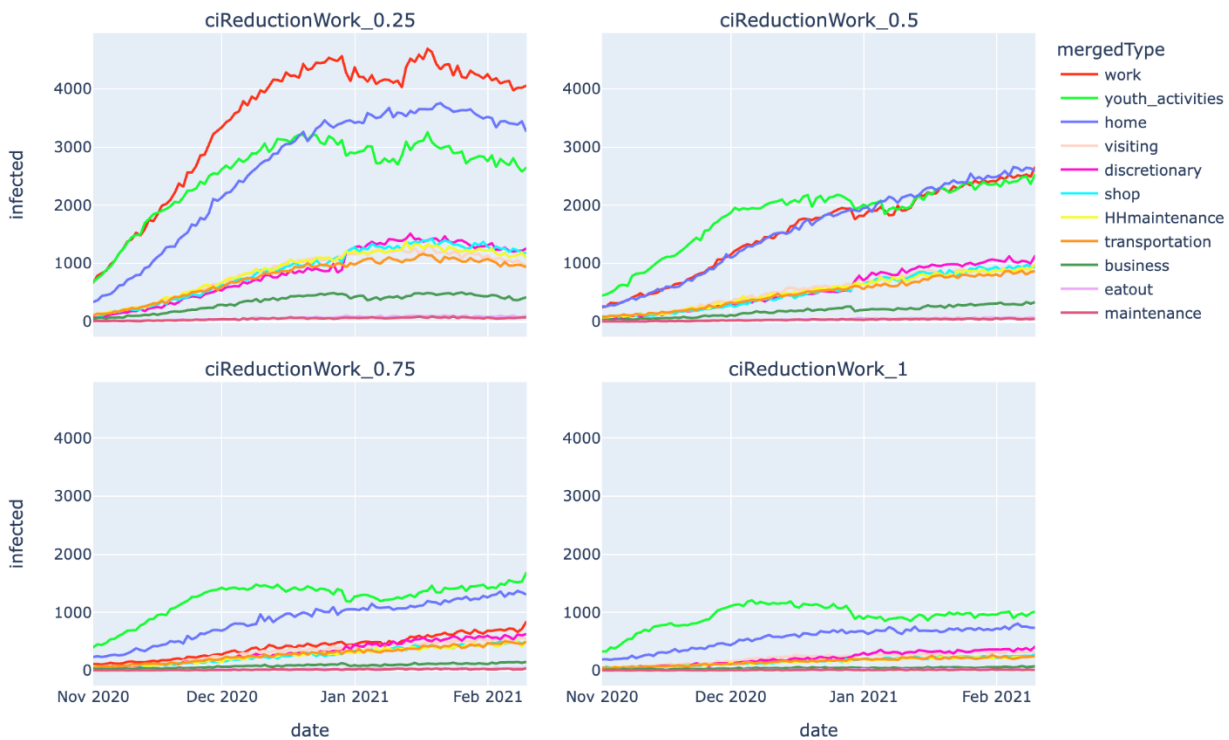 ciReductionWork_0.25
ciReductionWork_0.5
infected
4000
3000
2000
1000
0
4000
3000
2000
1000
0
mergedType
work
youth_activities
home
visiting
discretionary
shop
HHmaintenance
transportation
business
eatout
maintenance
ciReductionWork_0.75
ciReductionWork_1
infected
4000
3000
2000
1000
0
4000
3000
2000
1000
0
Nov 2020 Dec 2020 Jan 2021 Feb 2021
Nov 2020 Dec 2020 Jan 2021 Feb 2021
date
date